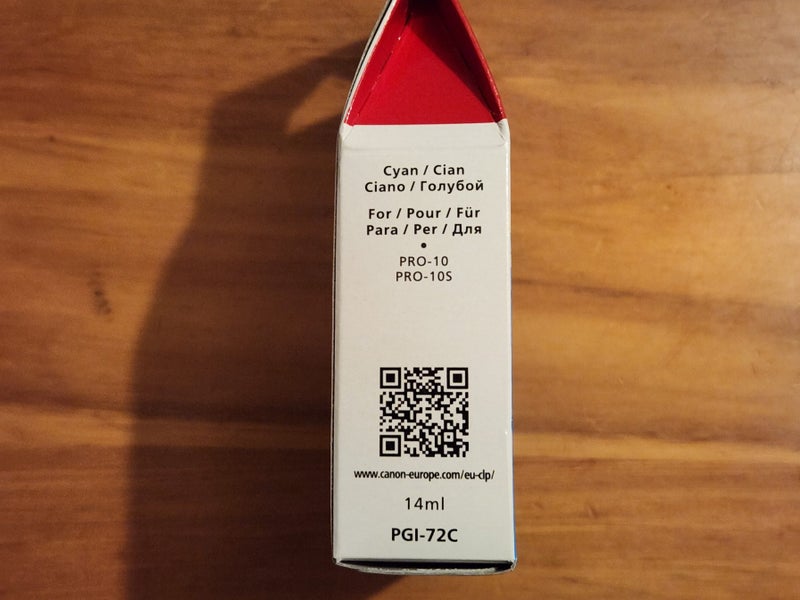 Cyan / Cian
Ciano / Голубой
For / Pour / Für
Para / Per / Для
•
PRO-10
PRO-10S
www.canon-europe.com/eu-clp/
14ml
PGI-72C